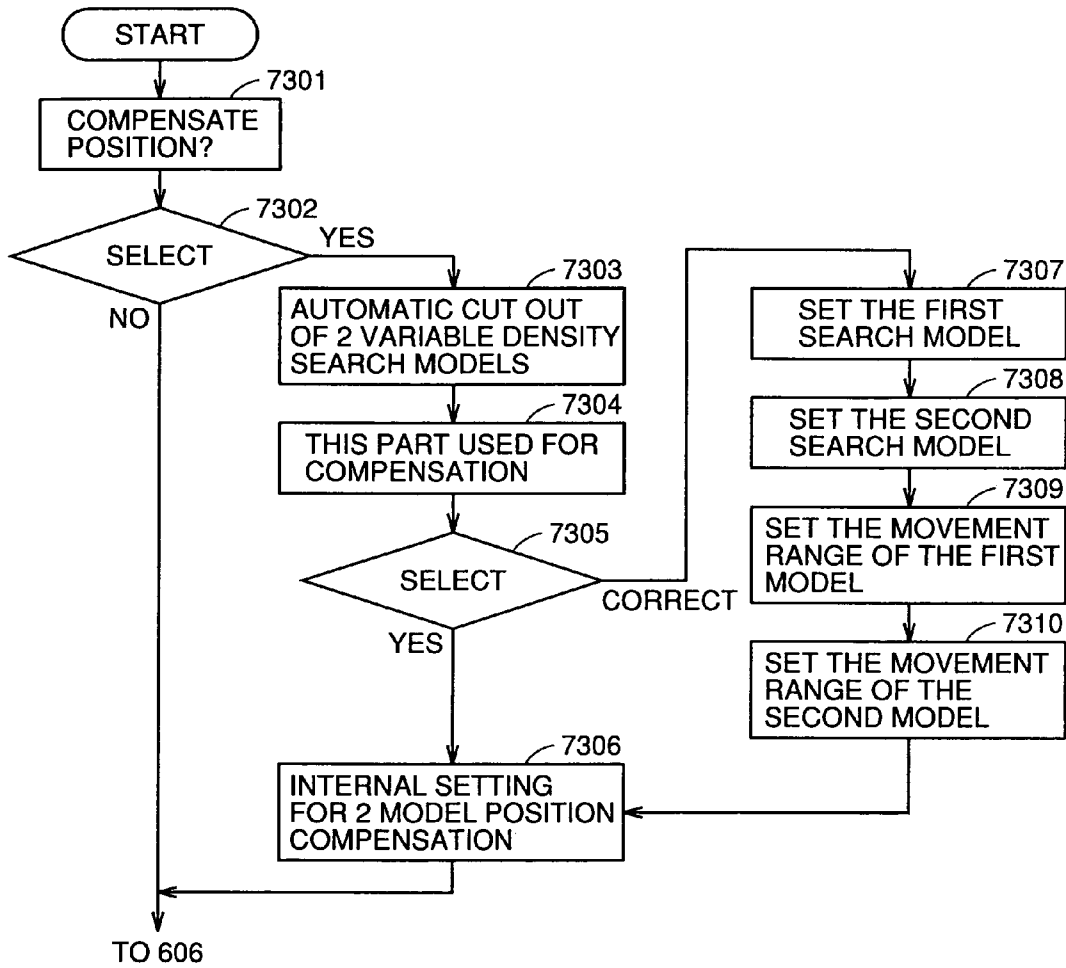 START
7301
COMPENSATE
POSITION?
7302
SELECT
YES
NO
7303
AUTOMATIC CUT OUT
OF 2 VARIABLE DENSITY
SEARCH MODELS
7304
THIS PART USED FOR
COMPENSATION
7305
SELECT
CORRECT
YES
7306
INTERNAL SETTING
FOR 2 MODEL POSITION
COMPENSATION
7307
SET THE FIRST
SEARCH MODEL
7308
SET THE SECOND
SEARCH MODEL
7309
SET THE MOVEMENT
RANGE OF THE FIRST
MODEL
7310
SET THE MOVEMENT
RANGE OF THE
SECOND MODEL
TO 606